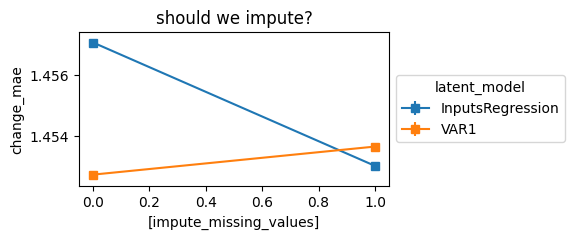 should we impute?
change_mae
1.456
1.454
0.0 0.2 0.4 0.6 0.8 1.0
[impute_missing_values]
latent_model
InputsRegression
VAR1